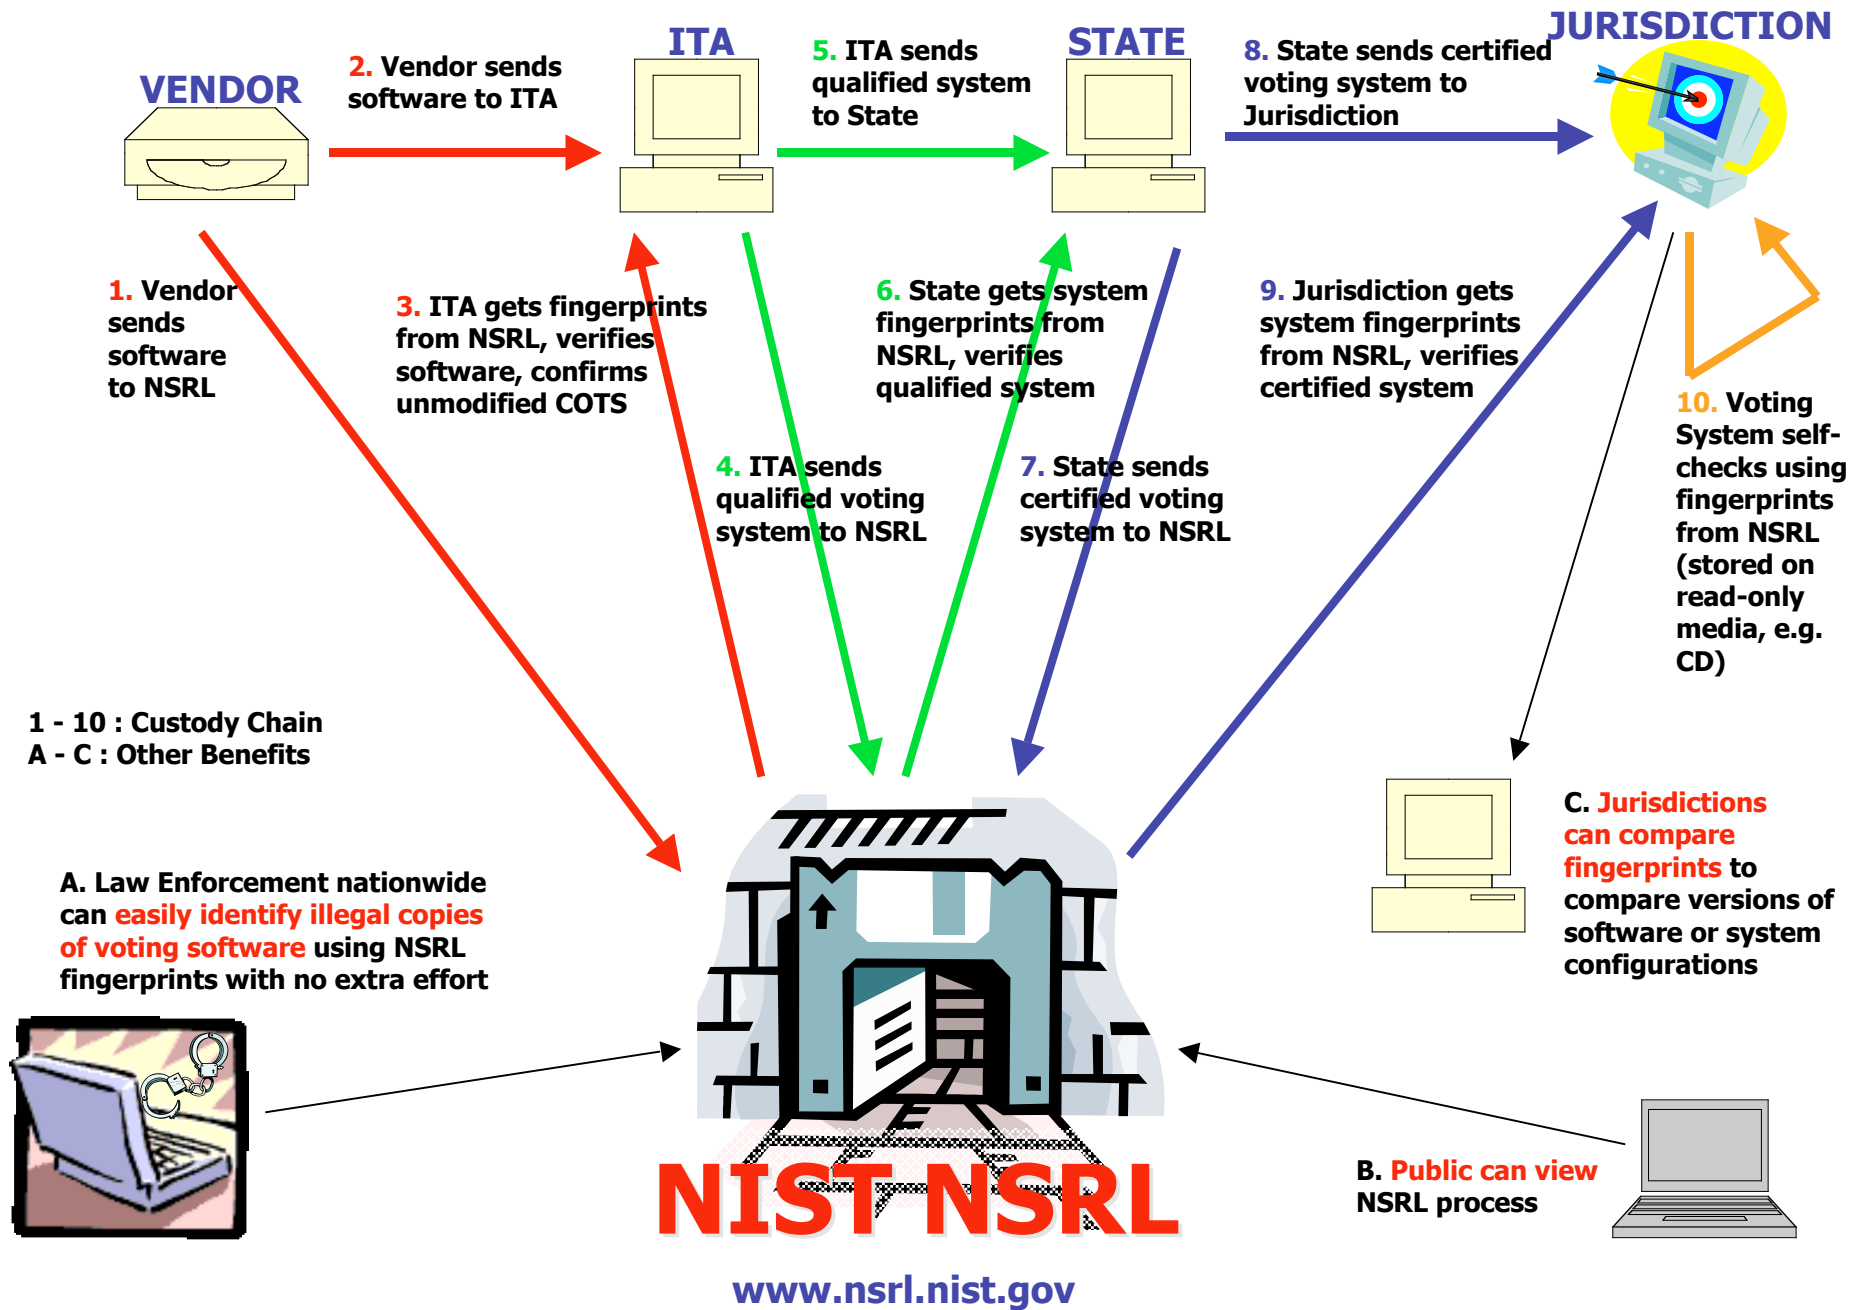 JURISDICTION
ITA
STATE
VENDOR
2. Vendor sends
software to ITA
5. ITA sends
qualified system
to State
8. State sends certified
voting system to
Jurisdiction
1. Vendor
sends
software
to NSRL
3. ITA gets fingerprints
from NSRL, verifies
software, confirms
unmodified COTS
6. State gets system
fingerprints from
NSRL, verifies
qualified system
9. Jurisdiction gets
system fingerprints
from NSRL, verifies
certified system
10. Voting
System self-
checks using
fingerprints
from NSRL
(stored on
read-only
media, e.g.
CD)
4. ITA sends
qualified voting
system to NSRL
7. State sends
certified voting
system to NSRL
1 - 10 : Custody Chain
A - C : Other Benefits
A. Law Enforcement nationwide
can easily identify illegal copies
of voting software using NSRL
fingerprints with no extra effort
C. Jurisdictions
can compare
fingerprints to
compare versions of
software or system
configurations
B. Public can view
NSRL process
NIST NSRL
www.nsrl.nist.gov